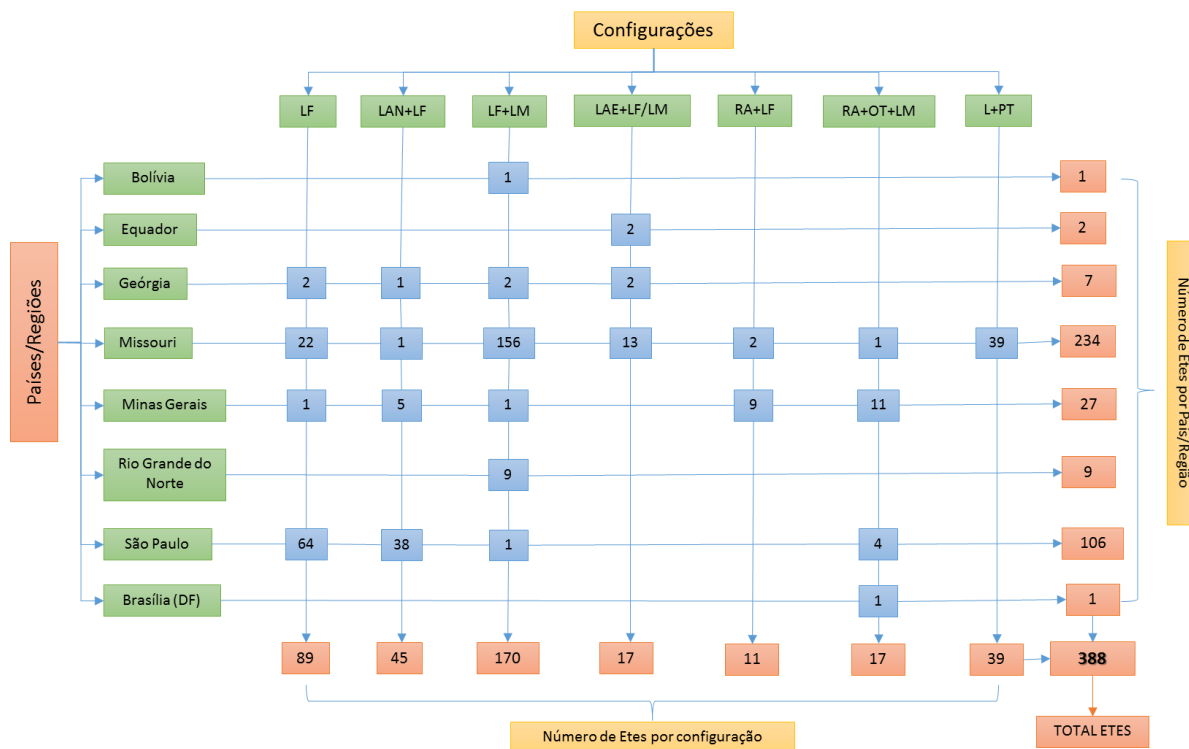 Configurações
LF
LAN+LF
LF+LM
LAE+LF/LM
RA+LF
RA+OT+LM
L+PT
Países/Regiões
Bolívia
1
1
Equador
2
2
Geórgia
2
1
2
2
7
Missouri
22
1
156
13
2
1
39
234
Minas Gerais
1
5
1
9
11
27
Rio Grande do
Norte
9
9
São Paulo
64
38
1
4
106
Brasília (DF)
1
1
Número de Etes por País/Região
89
45
170
17
11
17
39
388
Número de Etes por configuração
TOTAL ETES